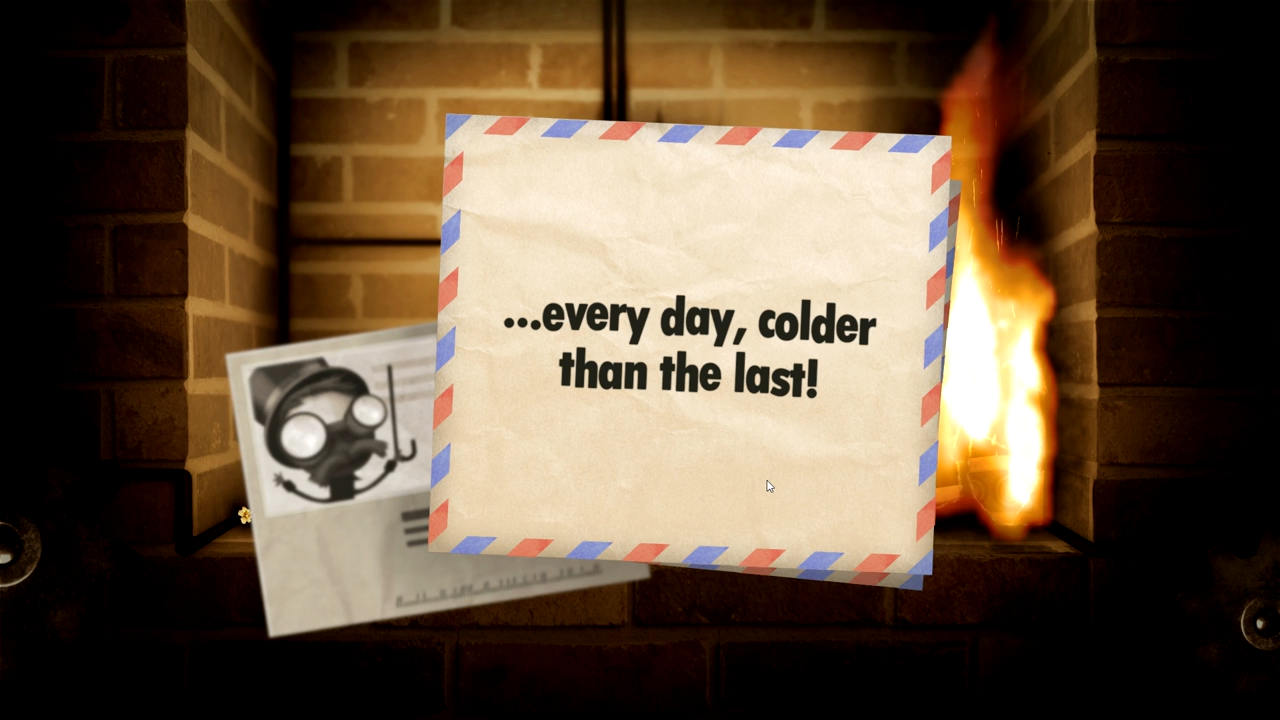 ...every day, colder
than the last!